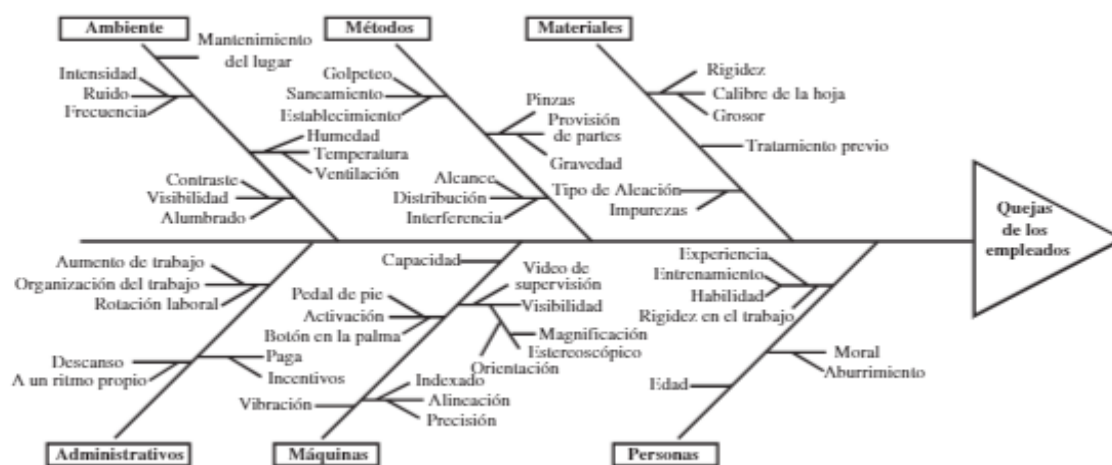 Ambiente
Métodos
Materiales
Mantenimiento
del lugar
Intensidad
Ruido
Frecuencia
Humedad
Temperatura
Ventilación
Contraste
Visibilidad
Alumbrado
Golpeteo
Saneamiento
Establecimiento
Pinzas
Provisión
de partes
Gravedad
Alcance
Distribución
Interferencia
Rigidez
Calibre de la hoja
Grosor
Tratamiento previo
Tipo de Aleación
Impurezas
Quejas
de los
empleados
Aumento de trabajo
Organización del trabajo
Rotación laboral
Descanso
A un ritmo propio
Paga
Incentivos
Capacidad
Video de
supervisión
Visibilidad
Magnificación
Estereoscópico
Orientación
Pedal de pie
Activación
Botón en la palma
Indexado
Alineación
Precisión
Vibración
Experiencia
Entrenamiento
Habilidad
Rigidez en el trabajo
Moral
Aburrimiento
Edad
Administrativos
Máquinas
Personas